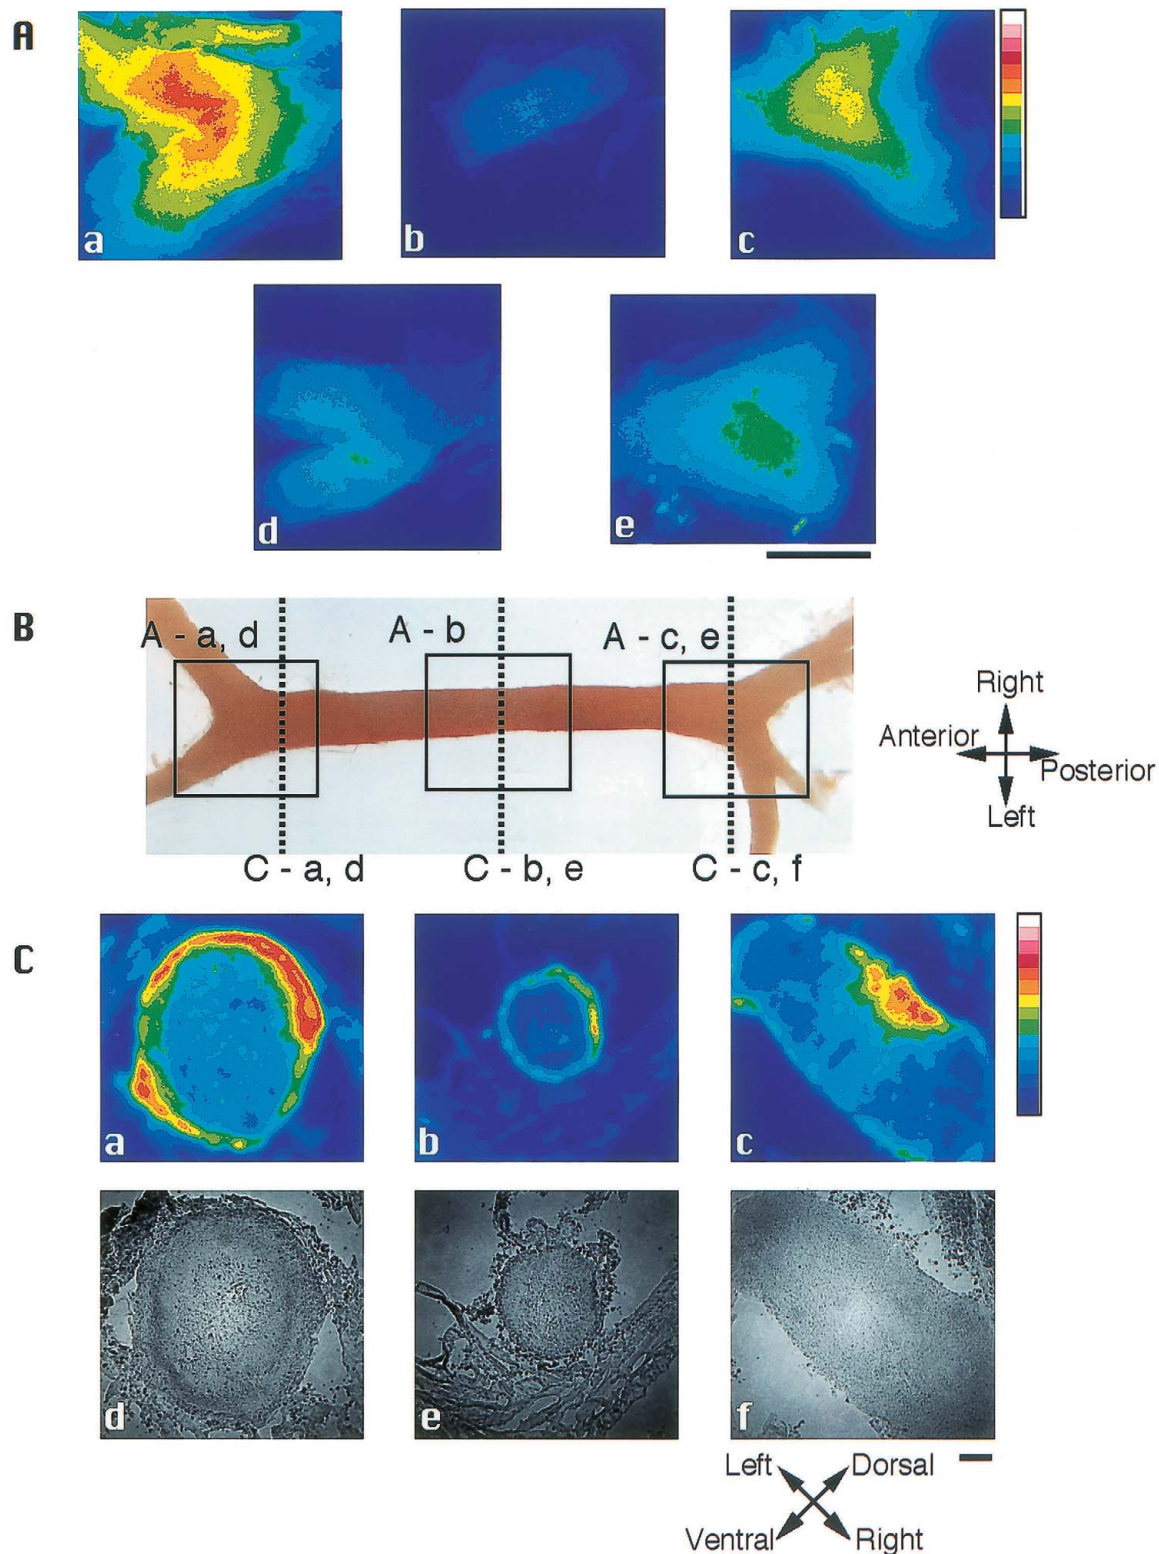 A
a
b
c
d
e
B
A - a, d
A - b
A - c, e
C - a, d
C - b, e
C - c, f
Right
Anterior
Posterior
Left
C
a
b
c
d
e
f
Left
Dorsal
Ventral
Right